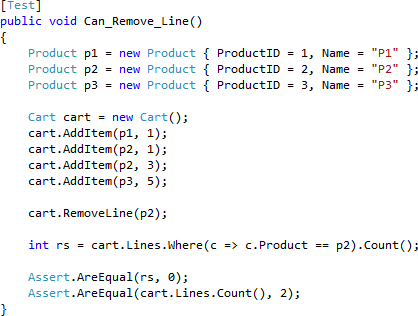 [Test]
public void Can_Remove_Line()
{
    Product p1 = new Product { ProductID = 1, Name = "P1" };
    Product p2 = new Product { ProductID = 2, Name = "P2" };
    Product p3 = new Product { ProductID = 3, Name = "P3" };

    Cart cart = new Cart();
    cart.AddItem(p1, 1);
    cart.AddItem(p2, 1);
    cart.AddItem(p2, 3);
    cart.AddItem(p3, 5);

    cart.RemoveLine(p2);

    int rs = cart.Lines.Where(c => c.Product == p2).Count();

    Assert.AreEqual(rs, 0);
    Assert.AreEqual(cart.Lines.Count(), 2);
}